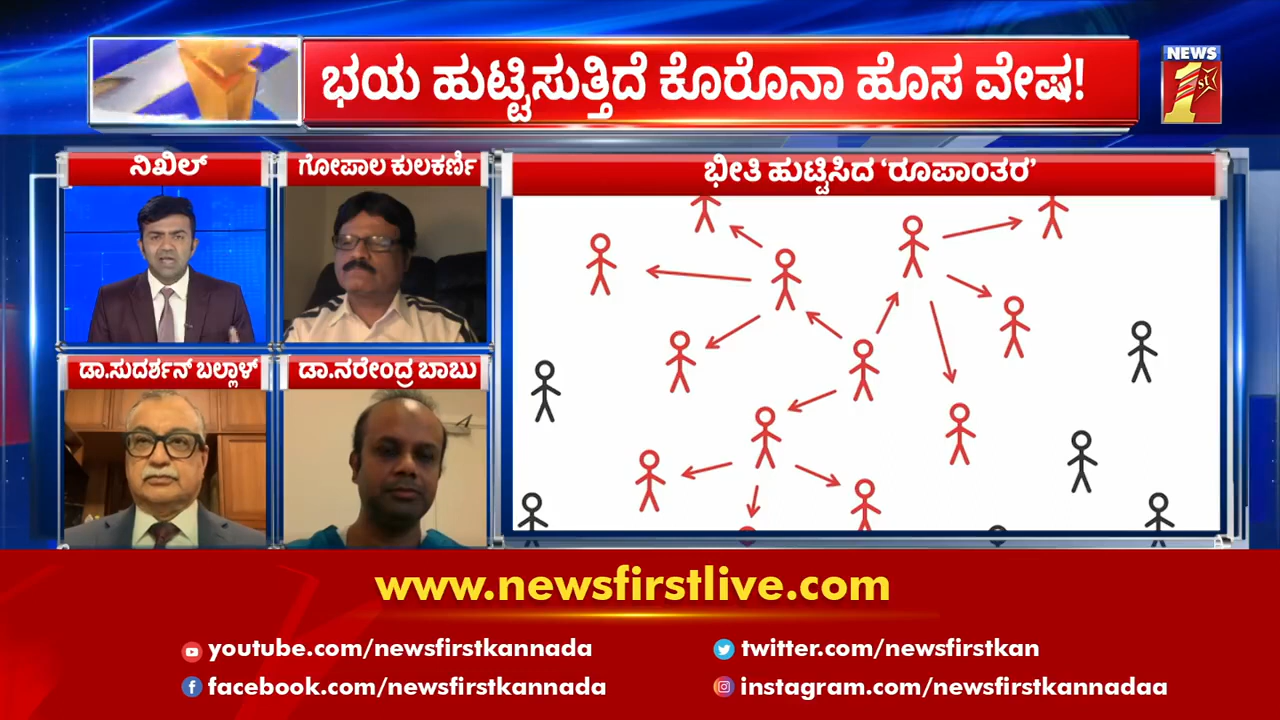 ಭಯ ಹುಟ್ಟಿಸುತ್ತಿದೆ ಕೊರೊನಾ ಹೊಸ ವೇಷ!
NEWS
1ST
ನಿಖಿಲ್
ಗೋಪಾಲ ಕುಲಕರ್ಣಿ
ಭೀತಿ ಹುಟ್ಟಿಸಿದ ‘ರೂಪಾಂತರ’
ಡಾ.ಸುದರ್ಶನ್ ಬಲ್ಲಾಳ್
ಡಾ.ನರೇಂದ್ರ ಬಾಬು
www.newsfirstlive.com
youtube.com/newsfirstkannada
twitter.com/newsfirstkan
facebook.com/newsfirstkannada
instagram.com/newsfirstkannadaa